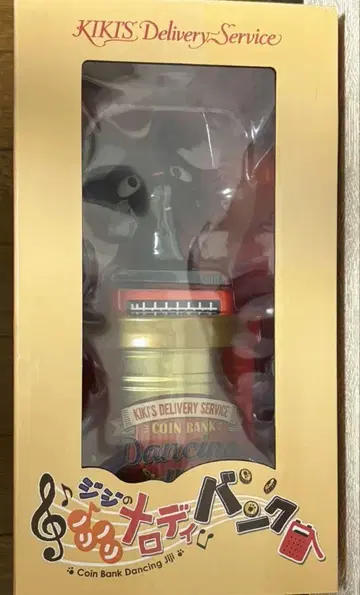 KIKI'S Delivery Service
KIKI'S DELIVERY SERVICE
COIN BANK
Dancing
ジジの
メロディバンク
Coin Bank Dancing Jiji